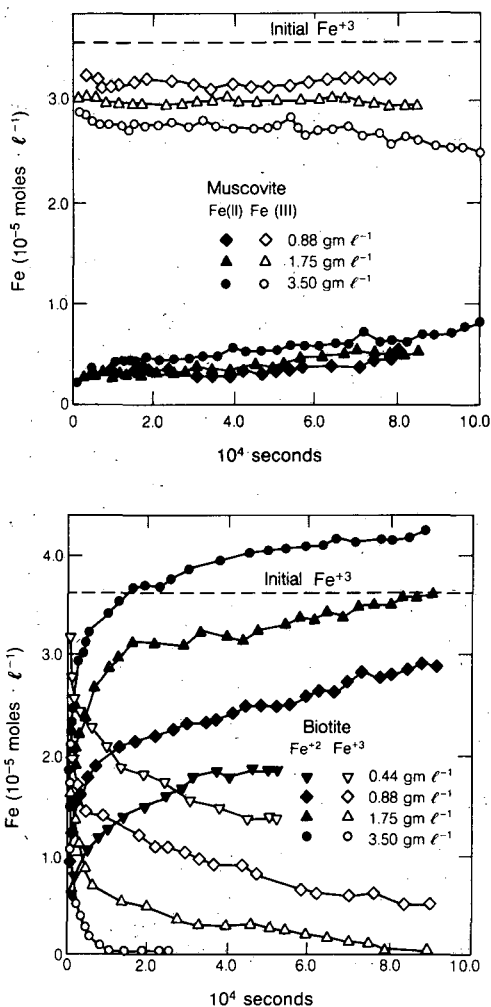 Initial Fe+3
3.0
2.0
1.0
0
Fe (10-5 moles · ℓ-1)
Muscovite
Fe(II) Fe (III)
0.88 gm ℓ-1
1.75 gm ℓ-1
3.50 gm ℓ-1
2.0 4.0 6.0 8.0 10.0
10⁴ seconds
4.0
Initial Fe+3
3.0
2.0
1.0
0
Fe (10-5 moles · ℓ-1)
Biotite
Fe+2 Fe+3
0.44 gm ℓ-1
0.88 gm ℓ-1
1.75 gm ℓ-1
3.50 gm ℓ-1
0 2.0 4.0 6.0 8.0 10.0
10⁴ seconds